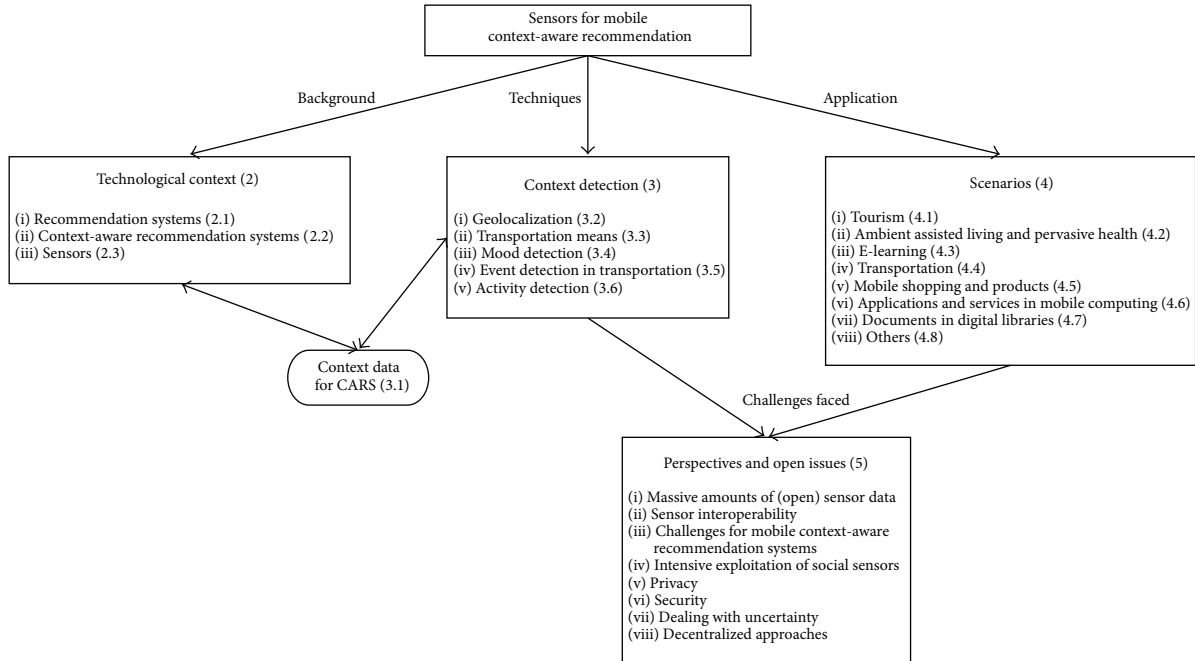 Sensors for mobile
context-aware recommendation
Background
Techniques
Application
Technological context (2)
(i) Recommendation systems (2.1)
(ii) Context-aware recommendation systems (2.2)
(iii) Sensors (2.3)
Context detection (3)
(i) Geolocalization (3.2)
(ii) Transportation means (3.3)
(iii) Mood detection (3.4)
(iv) Event detection in transportation (3.5)
(v) Activity detection (3.6)
Scenarios (4)
(i) Tourism (4.1)
(ii) Ambient assisted living and pervasive health (4.2)
(iii) E-learning (4.3)
(iv) Transportation (4.4)
(v) Mobile shopping and products (4.5)
(vi) Applications and services in mobile computing (4.6)
(vii) Documents in digital libraries (4.7)
(viii) Others (4.8)
Context data
for CARS (3.1)
Challenges faced
Perspectives and open issues (5)
(i) Massive amounts of (open) sensor data
(ii) Sensor interoperability
(iii) Challenges for mobile context-aware
recommendation systems
(iv) Intensive exploitation of social sensors
(v) Privacy
(vi) Security
(vii) Dealing with uncertainty
(viii) Decentralized approaches